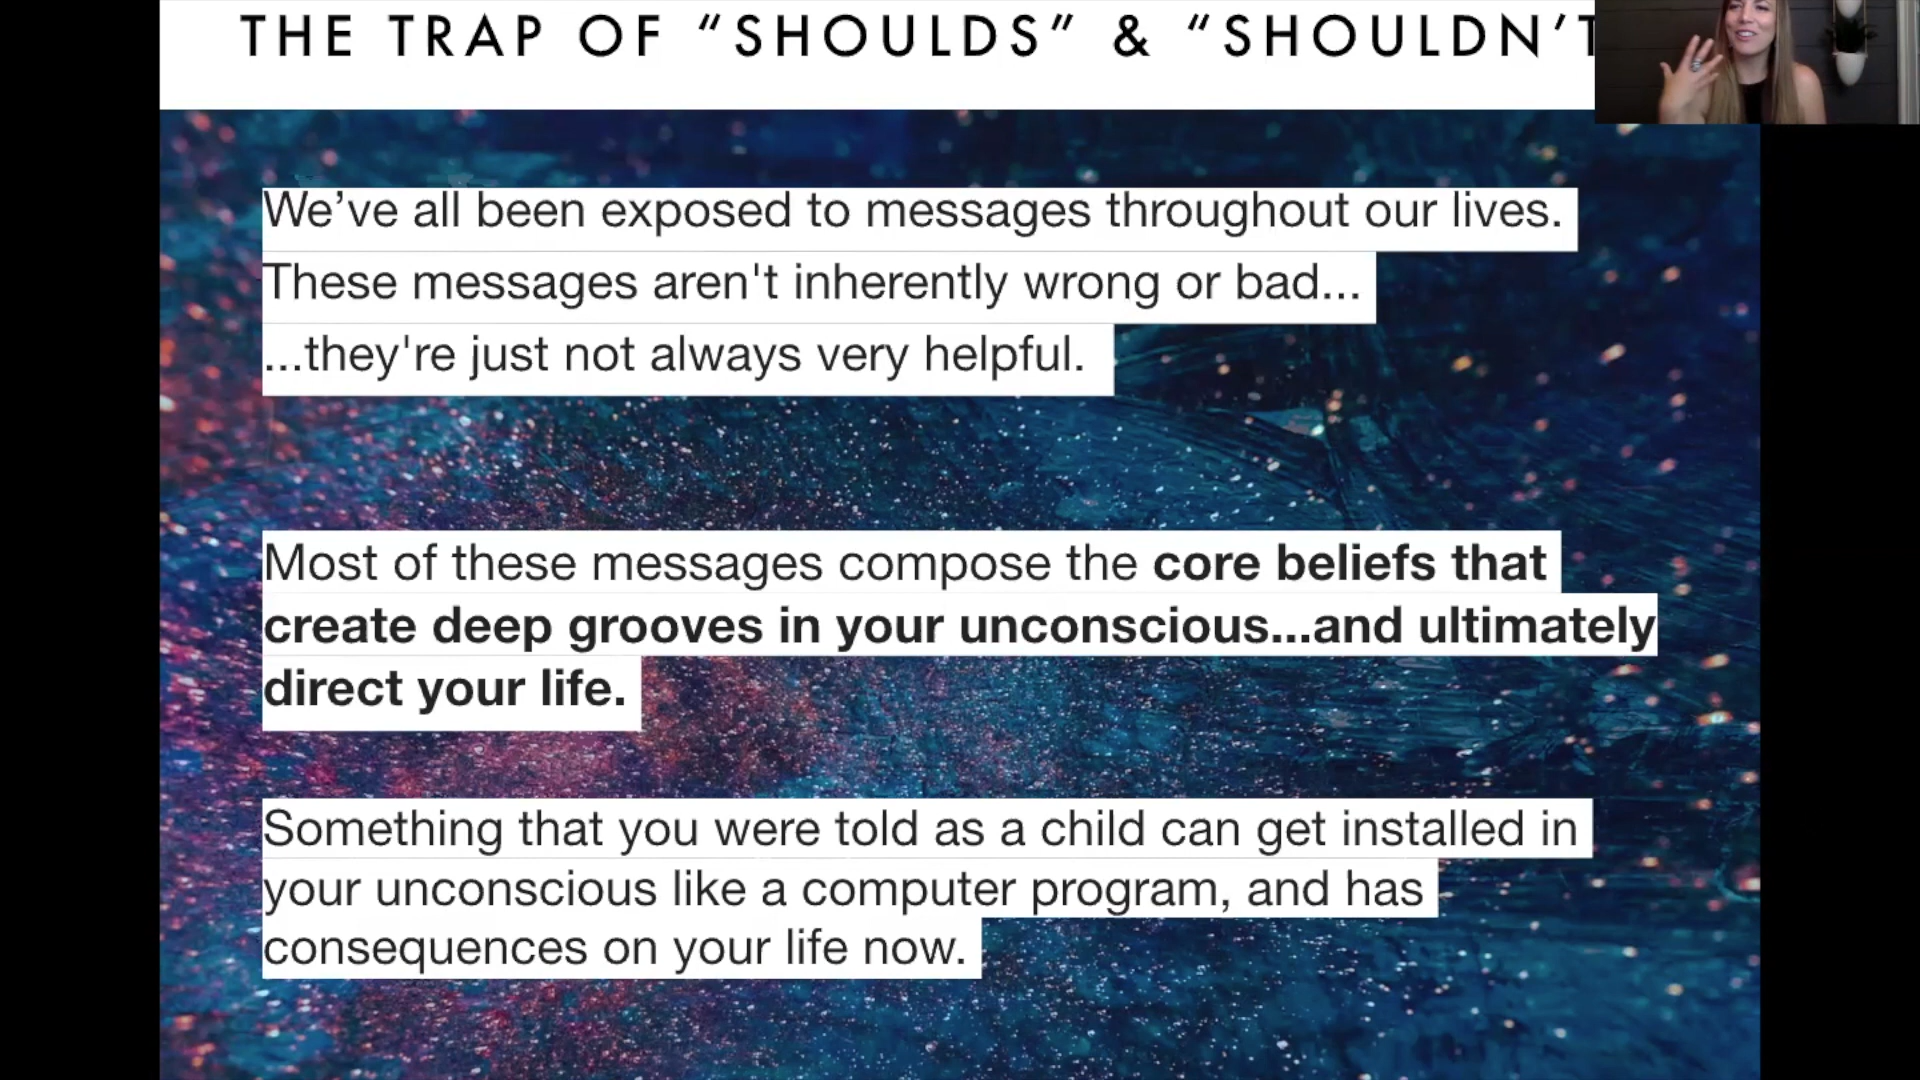 THE TRAP OF “SHOULDS” & “SHOULDN’T
We’ve all been exposed to messages throughout our lives.
These messages aren't inherently wrong or bad...
...they're just not always very helpful.
Most of these messages compose the core beliefs that
create deep grooves in your unconscious...and ultimately
direct your life.
Something that you were told as a child can get installed in
your unconscious like a computer program, and has
consequences on your life now.